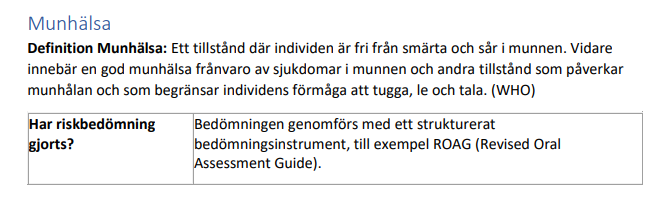 Munhälsa
Definition Munhälsa: Ett tillstånd där individen är fri från smärta och sår i munnen. Vidare
innebär en god munhälsa frånvaro av sjukdomar i munnen och andra tillstånd som påverkar
munhålan och som begränsar individens förmåga att tugga, le och tala. (WHO)
Har riskbedömning
gjorts?
Bedömningen genomförs med ett strukturerat
bedömningsinstrument, till exempel ROAG (Revised Oral
Assessment Guide).